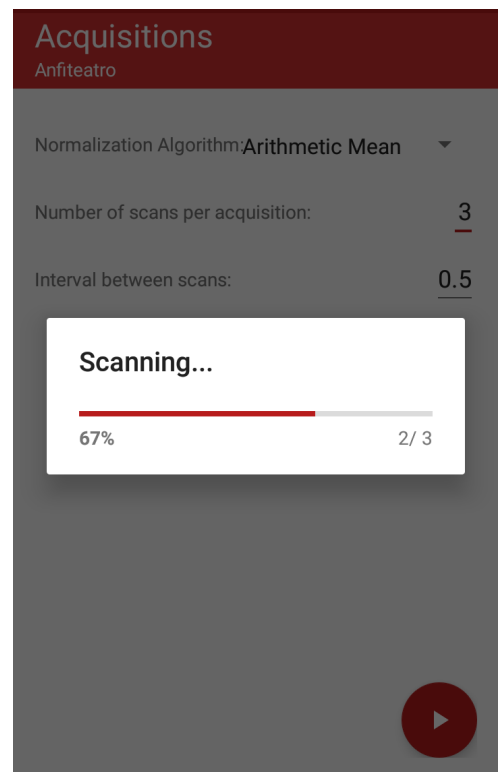 Acquisitions
Anfiteatro
Normalization Algorithm:Arithmetic Mean
Number of scans per acquisition: 3
Interval between scans: 0.5
Scanning...
67% 2/ 3